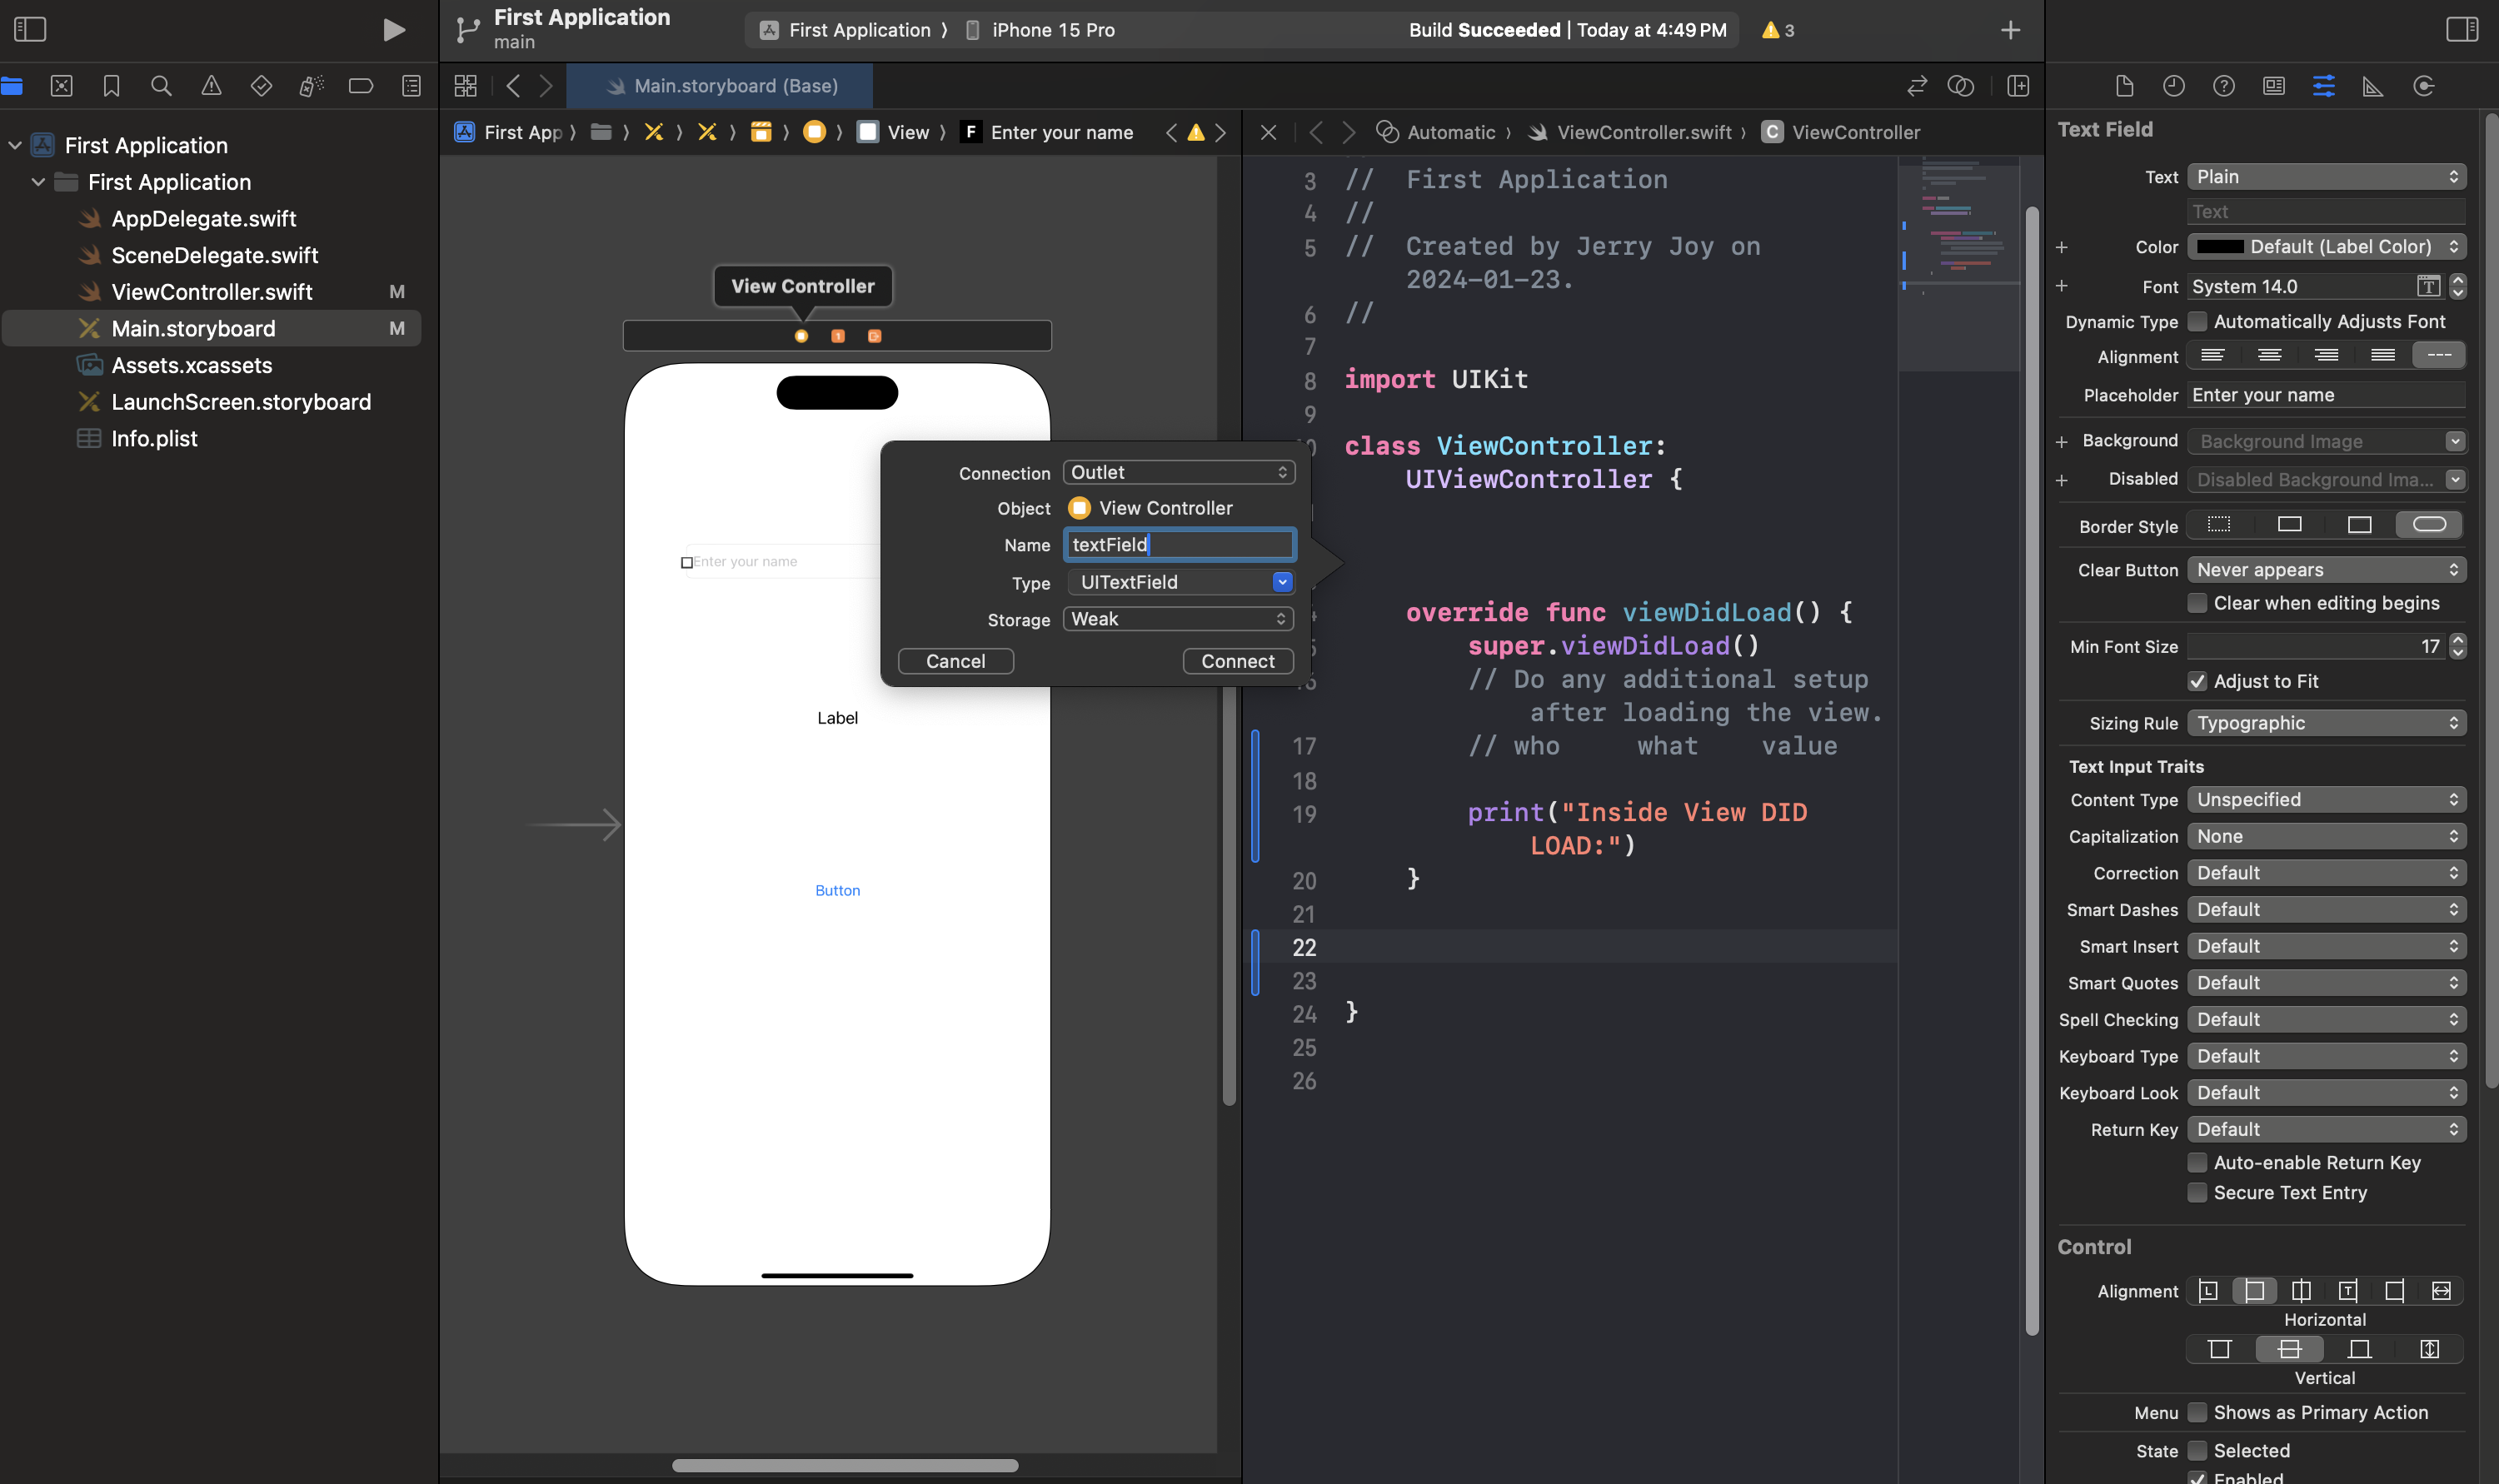 First Application
main
First Application
iPhone 15 Pro
Build Succeeded | Today at 4:49 PM
3
Main.storyboard (Base)
First App
View
F
Enter your name
Automatic
ViewController.swift
C
ViewController
First Application
First Application
AppDelegate.swift
SceneDelegate.swift
ViewController.swift
M
Main.storyboard
M
Assets.xcassets
LaunchScreen.storyboard
Info.plist
View Controller
1
Enter your name
Label
Button
Connection
Outlet
Object
View Controller
Name
textField
Type
UITextField
Storage
Weak
Cancel
Connect
3 // First Application
4 //
5 // Created by Jerry Joy on
2024-01-23.
6 //
7
8 import UIKit
9
class ViewController:
UIViewController {
override func viewDidLoad() {
super.viewDidLoad()
// Do any additional setup
after loading the view.
17 // who what value
18
19 print("Inside View DID
LOAD:")
20 }
21
22
23
24 }
25
26
Text Field
Text
Plain
Text
Color
Default (Label Color)
Font
System 14.0
T
Dynamic Type
Automatically Adjusts Font
Alignment
Placeholder
Enter your name
Background
Background Image
Disabled
Disabled Background Ima...
Border Style
Clear Button
Never appears
Clear when editing begins
Min Font Size
17
Adjust to Fit
Sizing Rule
Typographic
Text Input Traits
Content Type
Unspecified
Capitalization
None
Correction
Default
Smart Dashes
Default
Smart Insert
Default
Smart Quotes
Default
Spell Checking
Default
Keyboard Type
Default
Keyboard Look
Default
Return Key
Default
Auto-enable Return Key
Secure Text Entry
Control
Alignment
Horizontal
Vertical
Menu
Shows as Primary Action
State
Selected
Enabled